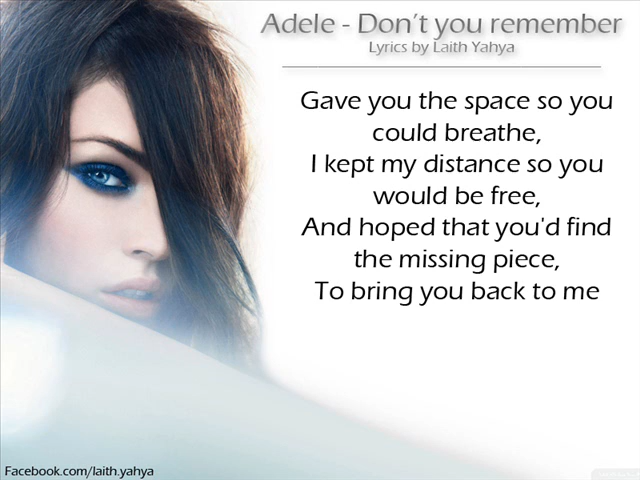 Adele - Don't you remember
Lyrics by Laith Yahya
Gave you the space so you
could breathe,
I kept my distance so you
would be free,
And hoped that you'd find
the missing piece,
To bring you back to me
Facebook.com/laith.yahya